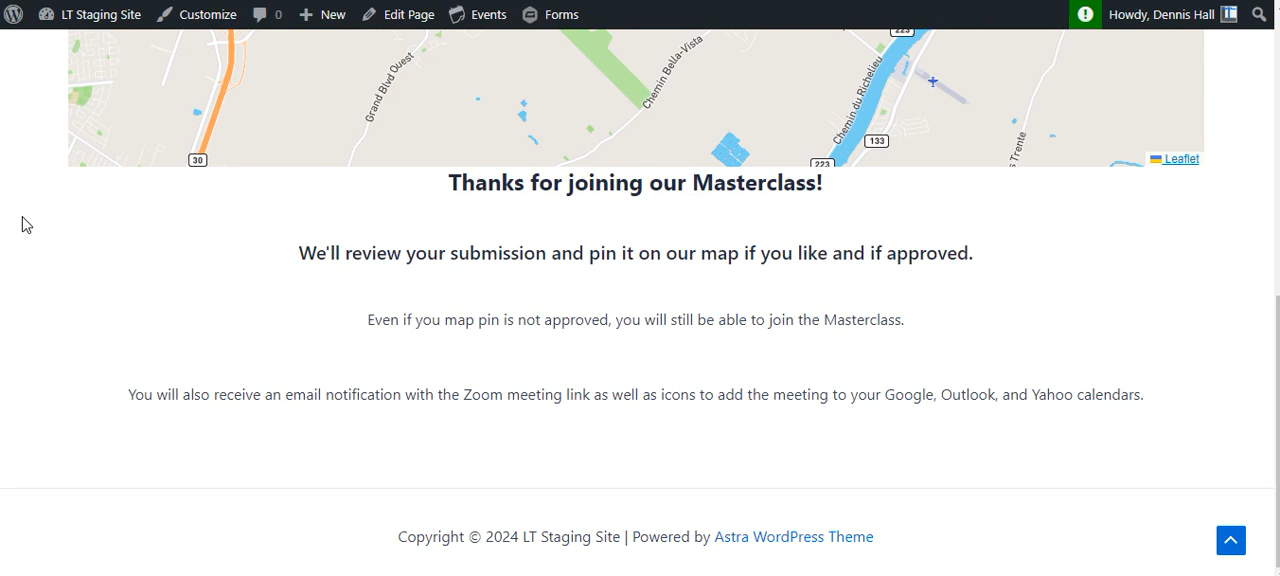 LT Staging Site Customize 0 New Edit Page Events Forms Howdy, Dennis Hall
223
Grand Blvd Ouest
Chemin Bella-Vista
Chemin du Richelieu
133
s Trente
30
223
Leaflet
Thanks for joining our Masterclass!
We'll review your submission and pin it on our map if you like and if approved.
Even if you map pin is not approved, you will still be able to join the Masterclass.
You will also receive an email notification with the Zoom meeting link as well as icons to add the meeting to your Google, Outlook, and Yahoo calendars.
Copyright © 2024 LT Staging Site | Powered by Astra WordPress Theme